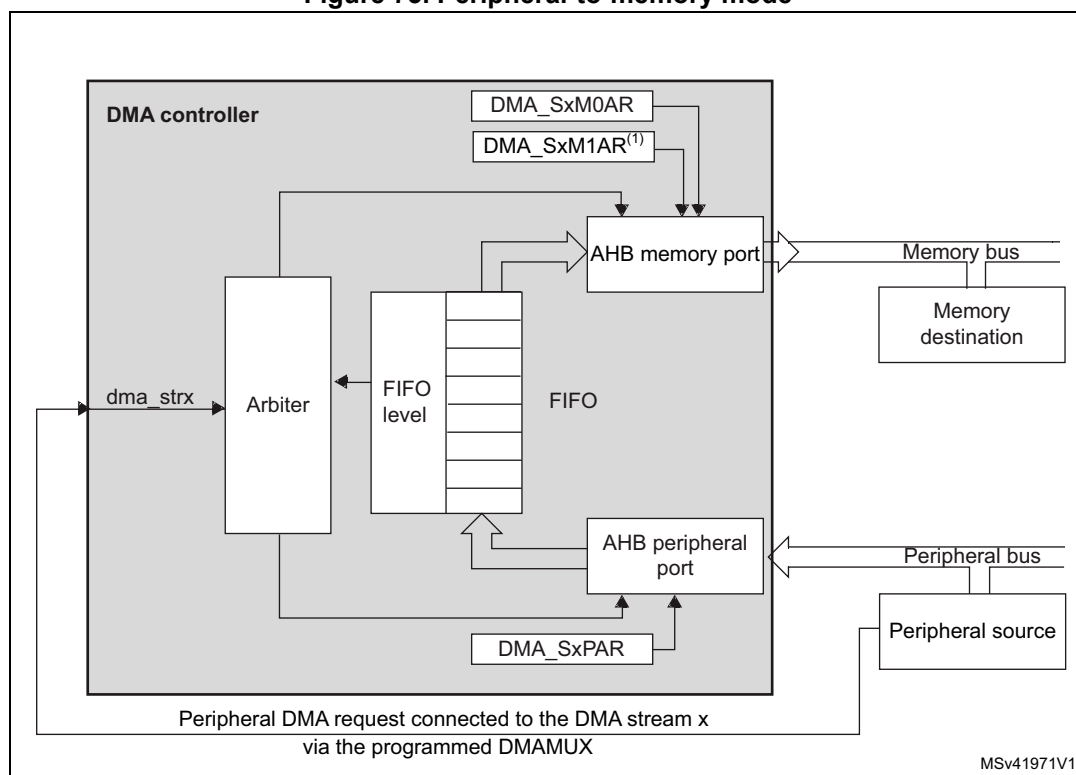 Figure 73. Peripheral-to-memory mode
DMA controller
DMA_SxM0AR
DMA_SxM1AR(1)
AHB memory port
Memory bus
Memory
destination
dma_strx
Arbiter
FIFO
level
FIFO
AHB peripheral
port
Peripheral bus
Peripheral source
DMA_SxPAR
Peripheral DMA request connected to the DMA stream x
via the programmed DMAMUX
MSv41971V1